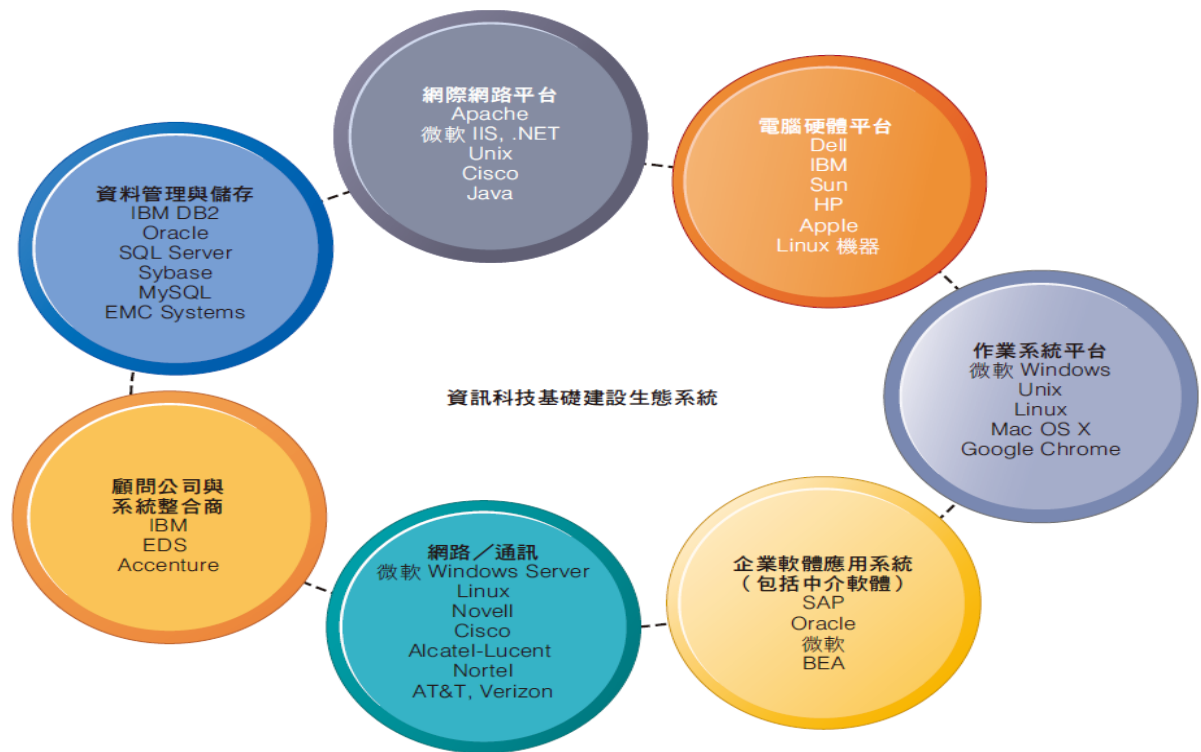 網際網路平台
Apache
微軟 IIS, .NET
Unix
Cisco
Java
電腦硬體平台
Dell
IBM
Sun
HP
Apple
Linux 機器
資料管理與儲存
IBM DB2
Oracle
SQL Server
Sybase
MySQL
EMC Systems
作業系統平台
微軟 Windows
Unix
Linux
Mac OS X
Google Chrome
資訊科技基礎建設生態系統
顧問公司與
系統整合商
IBM
EDS
Accenture
網路／通訊
微軟 Windows Server
Linux
Novell
Cisco
Alcatel-Lucent
Nortel
AT&T, Verizon
企業軟體應用系統
（包括中介軟體）
SAP
Oracle
微軟
BEA